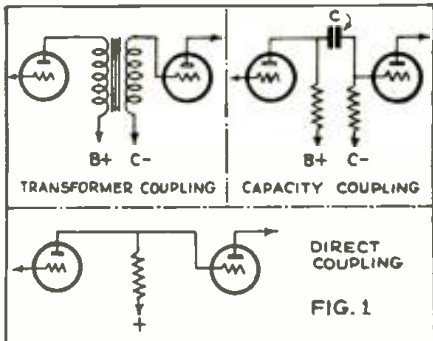 C
B+ C-
B+ C-
TRANSFORMER COUPLING
CAPACITY COUPLING
DIRECT
COUPLING
+
FIG. 1